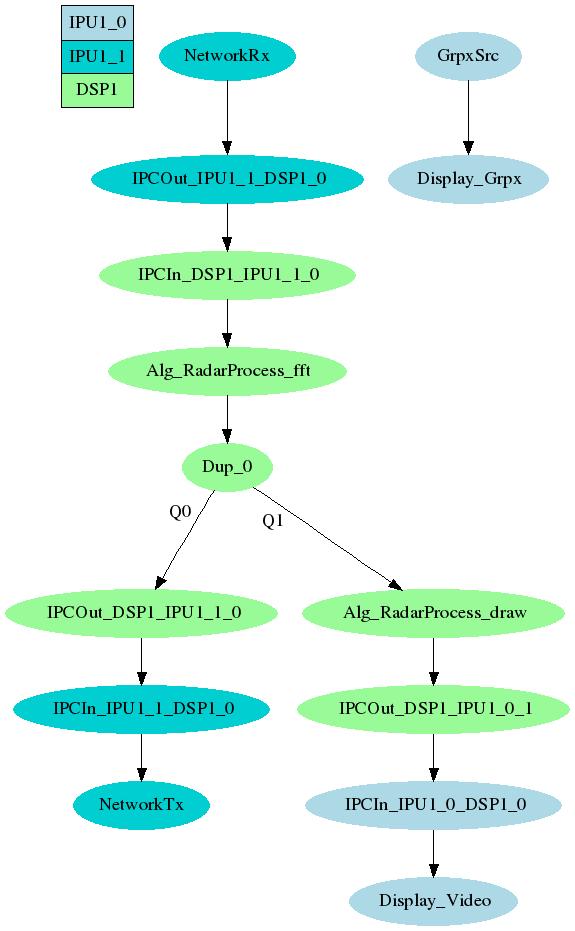 IPU1_0
IPU1_1
DSP1
NetworkRx
GrpxSrc
IPCOut_IPU1_1_DSP1_0
Display_Grpx
IPCIn_DSP1_IPU1_1_0
Alg_RadarProcess_fft
Dup_0
Q0
Q1
IPCOut_DSP1_IPU1_1_0
Alg_RadarProcess_draw
IPCIn_IPU1_1_DSP1_0
IPCOut_DSP1_IPU1_0_1
NetworkTx
IPCIn_IPU1_0_DSP1_0
Display_Video